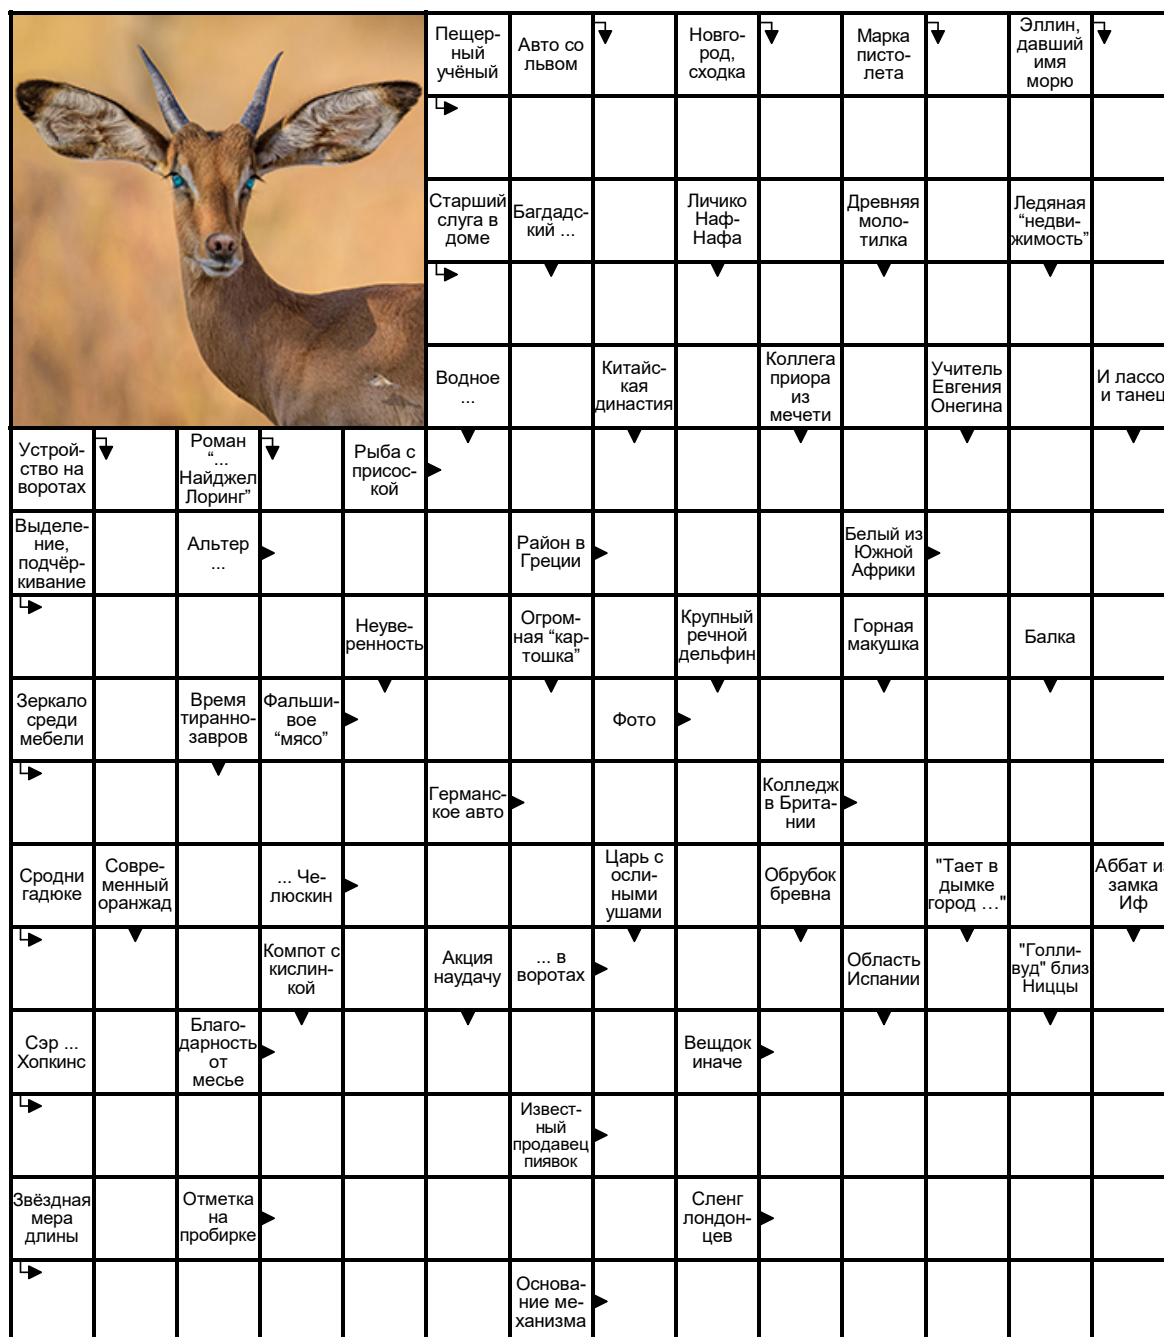 Пещер-
ный
учёный
Авто со
львом
Новго-
род,
сходка
Марка
писто-
лета
Эллин,
давший
имя
морю
Старший
слуга в
доме
Багдадс-
кий ...
Личико
Наф-
Нафа
Древняя
моло-
тилка
Ледяная
“недви-
жимость”
Водное
...
Китайс-
кая
династия
Коллега
приора
из
мечети
Учитель
Евгения
Онегина
И лассо,
и танец
Устрой-
ство на
воротах
Роман
“...
Найджел
Лоринг”
Рыба с
присос-
кой
Выделе-
ние,
подчёр-
кивание
Альтер
...
Район в
Греции
Белый из
Южной
Африки
Неуве-
ренность
Огром-
ная “кар-
тошка”
Крупный
речной
дельфин
Горная
макушка
Балка
Зеркало
среди
мебели
Время
тиранно-
завров
Фальши-
вое
“мясо”
Фото
Германс-
кое авто
Колледж
в Брита-
нии
Сродни
гадюке
Совре-
менный
оранжад
... Че-
люскин
Царь с
осли-
ными
ушами
Обрубок
бревна
"Тает в
дымке
город ..."
Аббат из
замка
Иф
Компот с
кислин-
кой
Акция
наудачу
... в
воротах
Область
Испании
"Голли-
вуд" близ
Ниццы
Сэр ...
Хопкинс
Благо-
дарность
от
месье
Вещдок
иначе
Извест-
ный
продавец
пиявок
Звёздная
мера
длины
Отметка
на
пробирке
Сленг
лондон-
цев
Основа-
ние ме-
ханизма